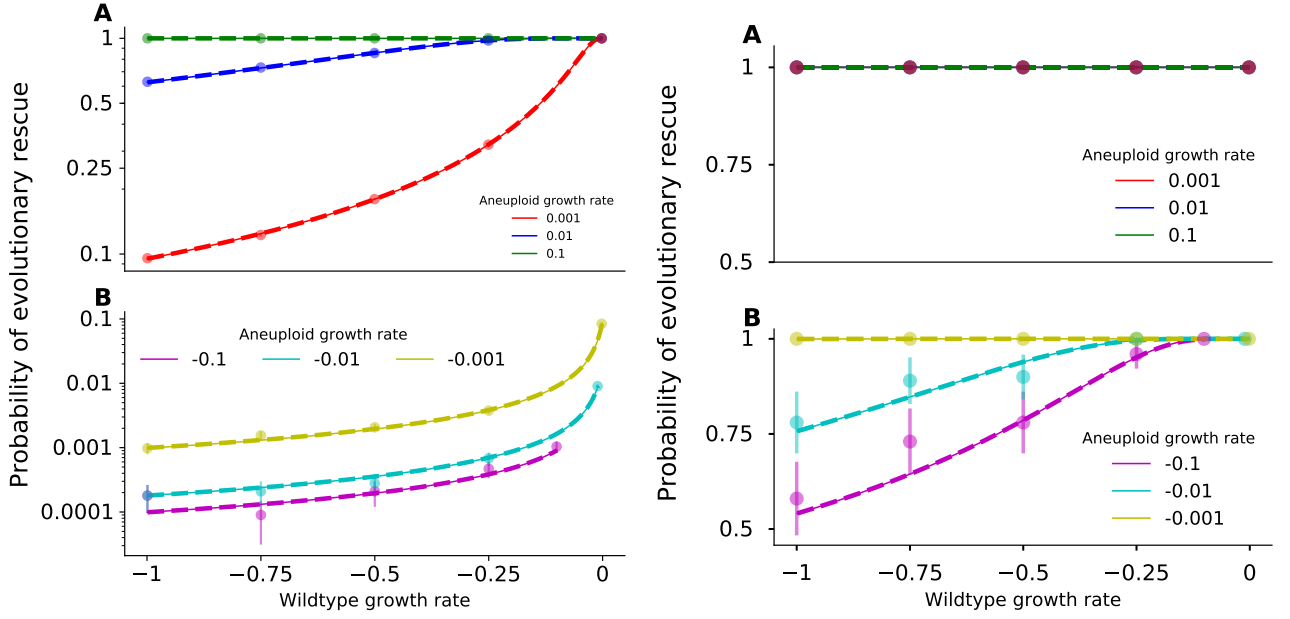 A
Probability of evolutionary rescue
1
0.5
0.25
0.1
Aneuploid growth rate
0.001
0.01
0.1
B
0.1
0.01
0.001
0.0001
Aneuploid growth rate
-0.1 -0.01 -0.001
−1 −0.75 −0.5 −0.25 0
Wildtype growth rate
A
Probability of evolutionary rescue
1
0.75
0.5
Aneuploid growth rate
0.001
0.01
0.1
B
1
0.75
0.5
Aneuploid growth rate
-0.1
-0.01
-0.001
−1 −0.75 −0.5 −0.25 0
Wildtype growth rate